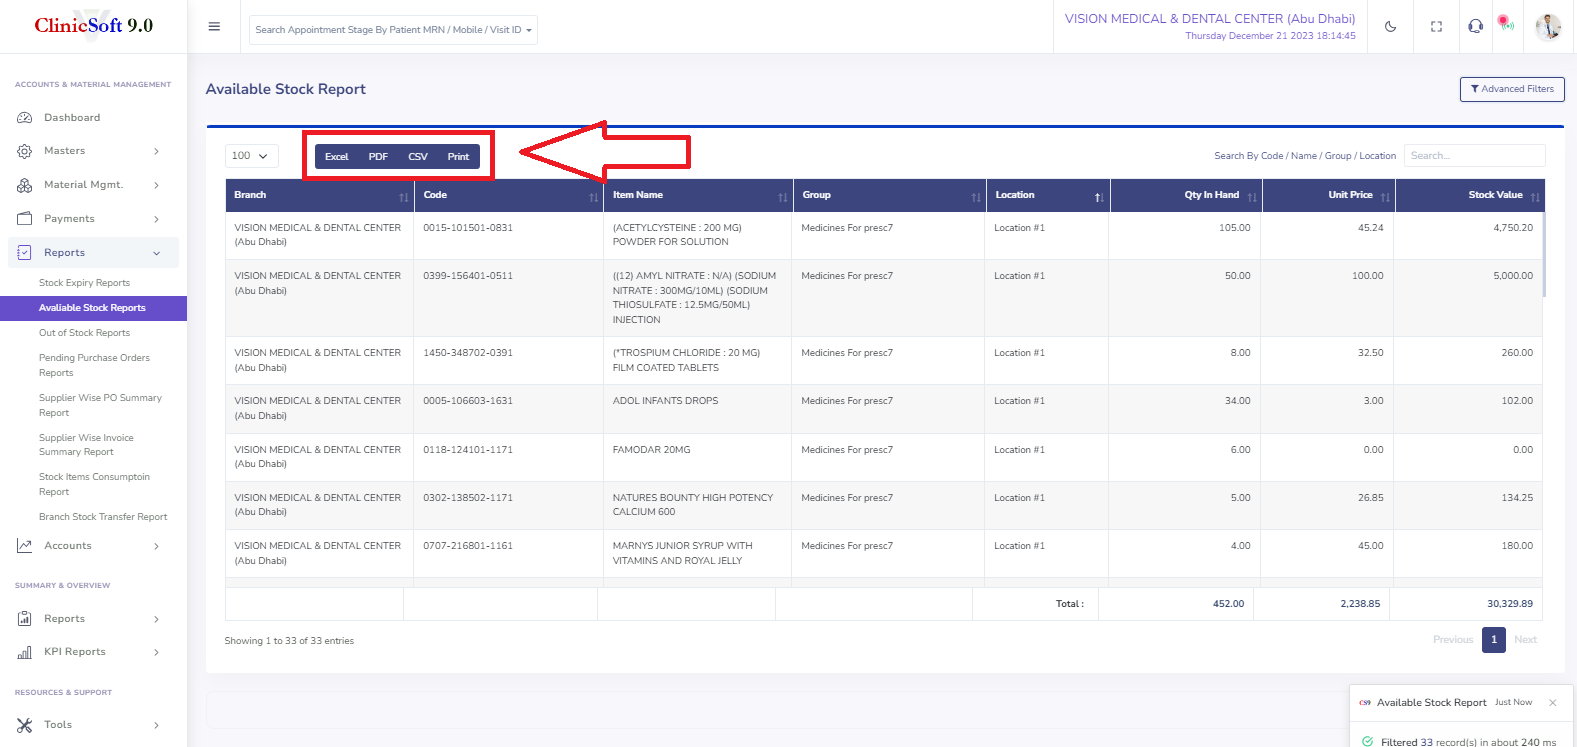 ClinicSoft 9.0
Search Appointment Stage By Patient MRN / Mobile / Visit ID
VISION MEDICAL & DENTAL CENTER (Abu Dhabi)
Thursday December 21 2023 18:14:45
ACCOUNTS & MATERIAL MANAGEMENT
Dashboard
Masters
Material Mgmt.
Payments
Reports
Stock Expiry Reports
Avaliable Stock Reports
Out of Stock Reports
Pending Purchase Orders
Reports
Supplier Wise PO Summary
Report
Supplier Wise Invoice
Summary Report
Stock Items Consumptoin
Report
Branch Stock Transfer Report
Accounts
SUMMARY & OVERVIEW
Reports
KPI Reports
RESOURCES & SUPPORT
Tools
Available Stock Report
Advanced Filters
100
Excel PDF CSV Print
Search By Code / Name / Group / Location Search...
Branch Code Item Name Group Location Qty In Hand Unit Price Stock Value
VISION MEDICAL & DENTAL CENTER 0015-101501-0831 (ACETYLCYSTEINE : 200 MG) Medicines For presc7 Location #1 105.00 45.24 4,750.20
(Abu Dhabi) POWDER FOR SOLUTION
VISION MEDICAL & DENTAL CENTER 0399-156401-0511 ((12) AMYL NITRATE : N/A) (SODIUM Medicines For presc7 Location #1 50.00 100.00 5,000.00
(Abu Dhabi) NITRATE : 300MG/10ML) (SODIUM
THIOSULFATE : 12.5MG/50ML)
INJECTION
VISION MEDICAL & DENTAL CENTER 1450-348702-0391 (*TROSPIUM CHLORIDE : 20 MG) Medicines For presc7 Location #1 8.00 32.50 260.00
(Abu Dhabi) FILM COATED TABLETS
VISION MEDICAL & DENTAL CENTER 0005-106603-1631 ADOL INFANTS DROPS Medicines For presc7 Location #1 34.00 3.00 102.00
(Abu Dhabi)
VISION MEDICAL & DENTAL CENTER 0118-124101-1171 FAMODAR 20MG Medicines For presc7 Location #1 6.00 0.00 0.00
(Abu Dhabi)
VISION MEDICAL & DENTAL CENTER 0302-138502-1171 NATURES BOUNTY HIGH POTENCY Medicines For presc7 Location #1 5.00 26.85 134.25
(Abu Dhabi) CALCIUM 600
VISION MEDICAL & DENTAL CENTER 0707-216801-1161 MARNYS JUNIOR SYRUP WITH Medicines For presc7 Location #1 4.00 45.00 180.00
(Abu Dhabi) VITAMINS AND ROYAL JELLY
Total : 452.00 2,238.85 30,329.89
Showing 1 to 33 of 33 entries
Previous 1 Next
CS9 Available Stock Report Just Now
Filtered 33 record(s) in about 240 ms